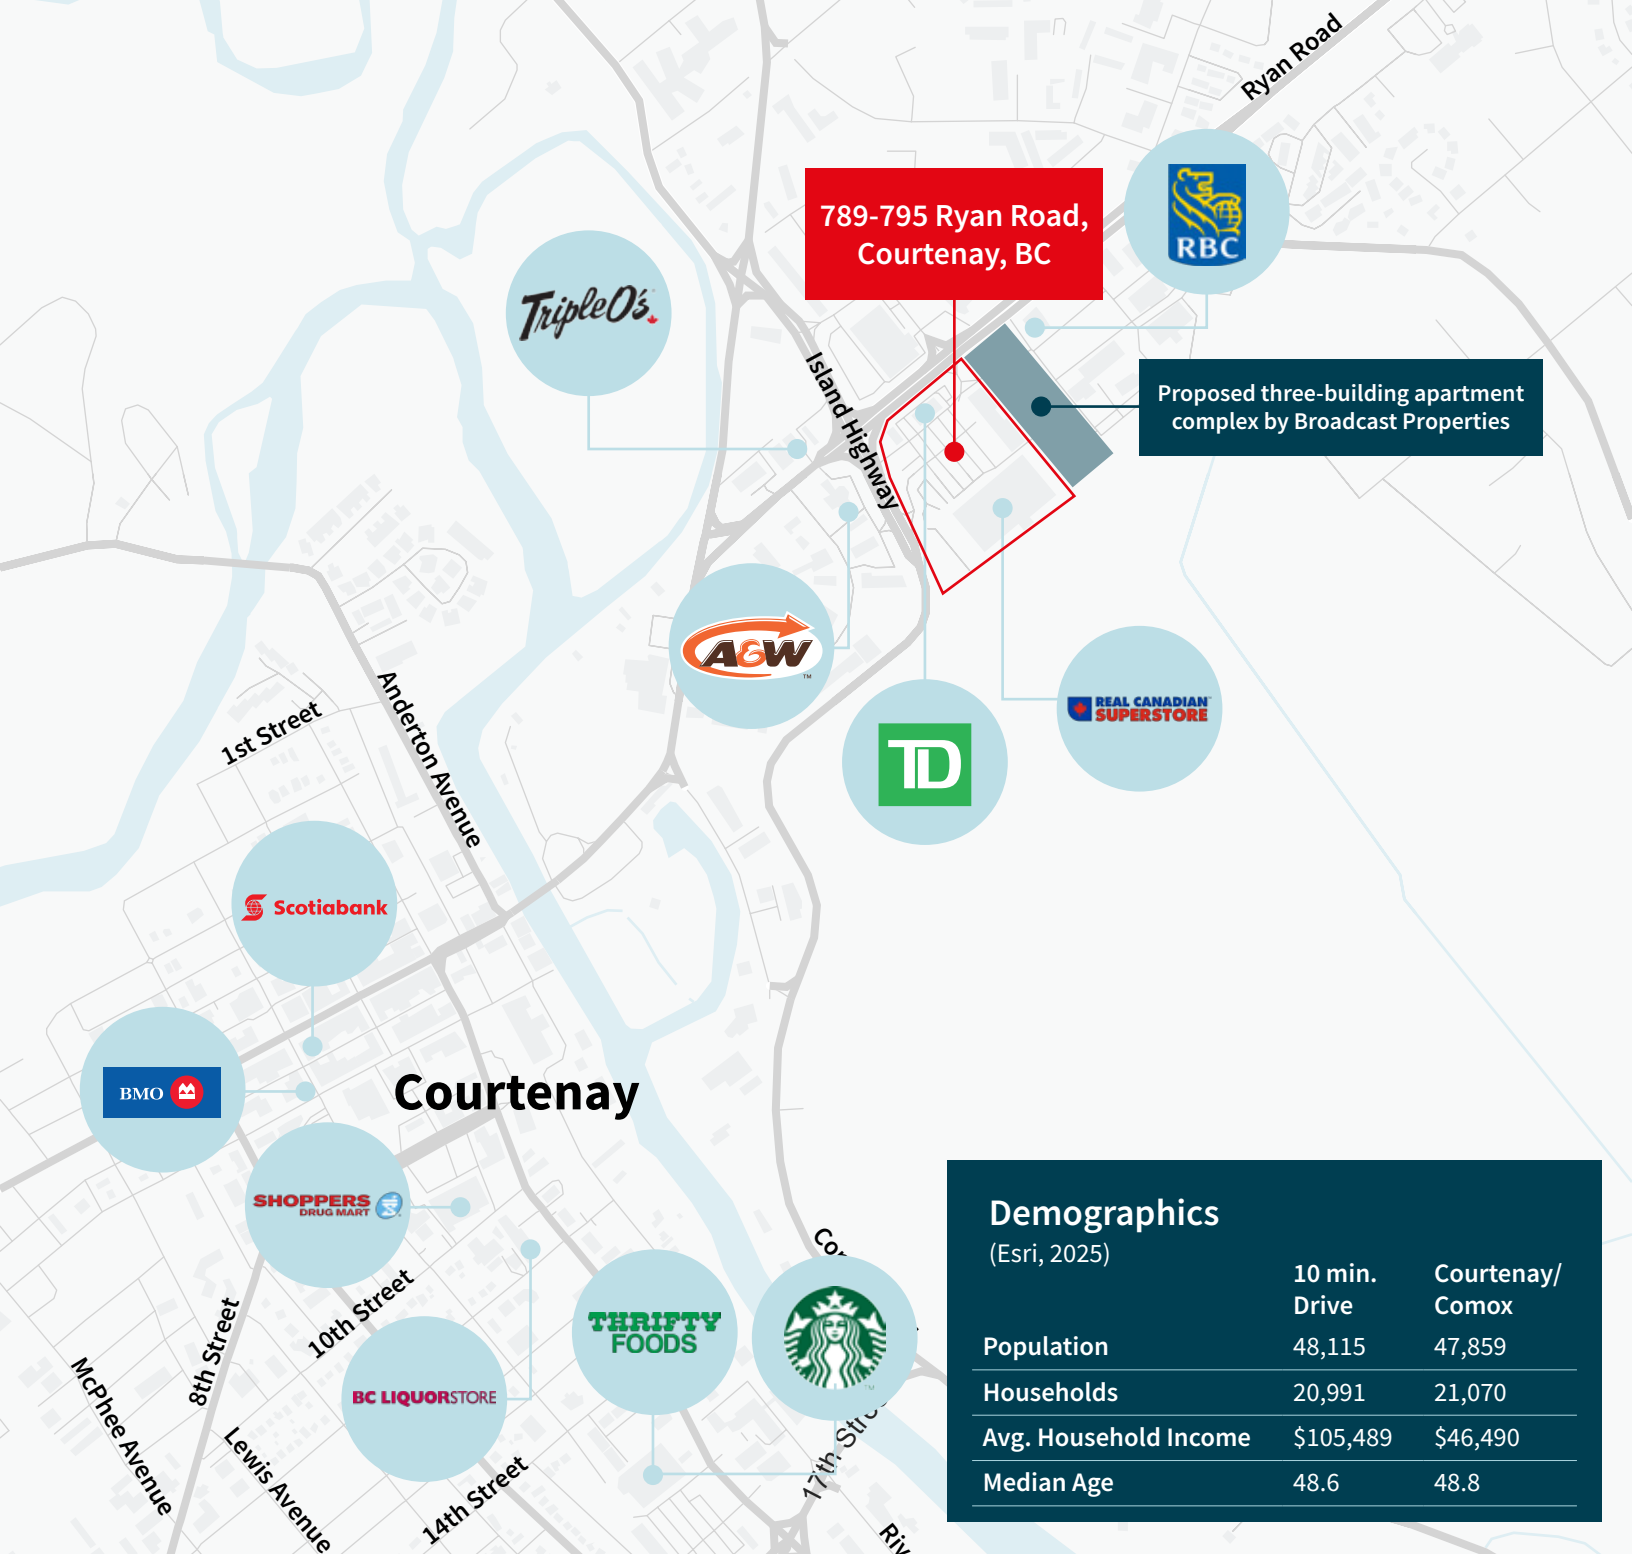 Ryan Road
RBC
789-795 Ryan Road,
Courtenay, BC
Triple O's
Island Highway
Proposed three-building apartment
complex by Broadcast Properties
A&W
TM
Anderton Avenue
1st Street
REAL CANADIAN
SUPERSTORE
TD
Scotiabank
BMO
Courtenay
SHOPPERS
DRUG MART
10th Street
8th Street
McPhee Avenue
Lewis Avenue
14th Street
BC LIQUORSTORE
THRIFTY
FOODS
TM
17th Stre
Demographics
(Esri, 2025)
10 min. Courtenay/
Drive Comox
Population 48,115 47,859
Households 20,991 21,070
Avg. Household Income $105,489 $46,490
Median Age 48.6 48.8